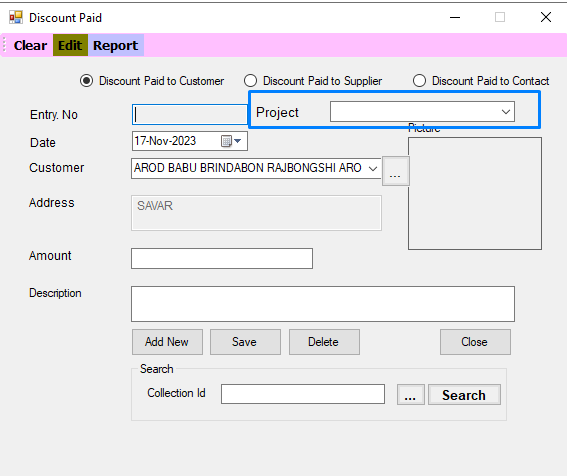 Discount Paid
Clear Edit Report
Discount Paid to Customer Discount Paid to Supplier Discount Paid to Contact
Entry. No Project
Picture
Date 17-Nov-2023
Customer AROD BABU BRINDABON RAJBONGSHI ARO ...
Address SAVAR
Amount
Description
Add New Save Delete Close
Search
Collection Id ... Search